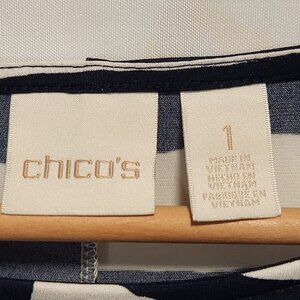 chico's
1
MADE IN
VIETNAM
HECHO EN
VIETNAM
FABRIQUÉ EN
VIETNAM